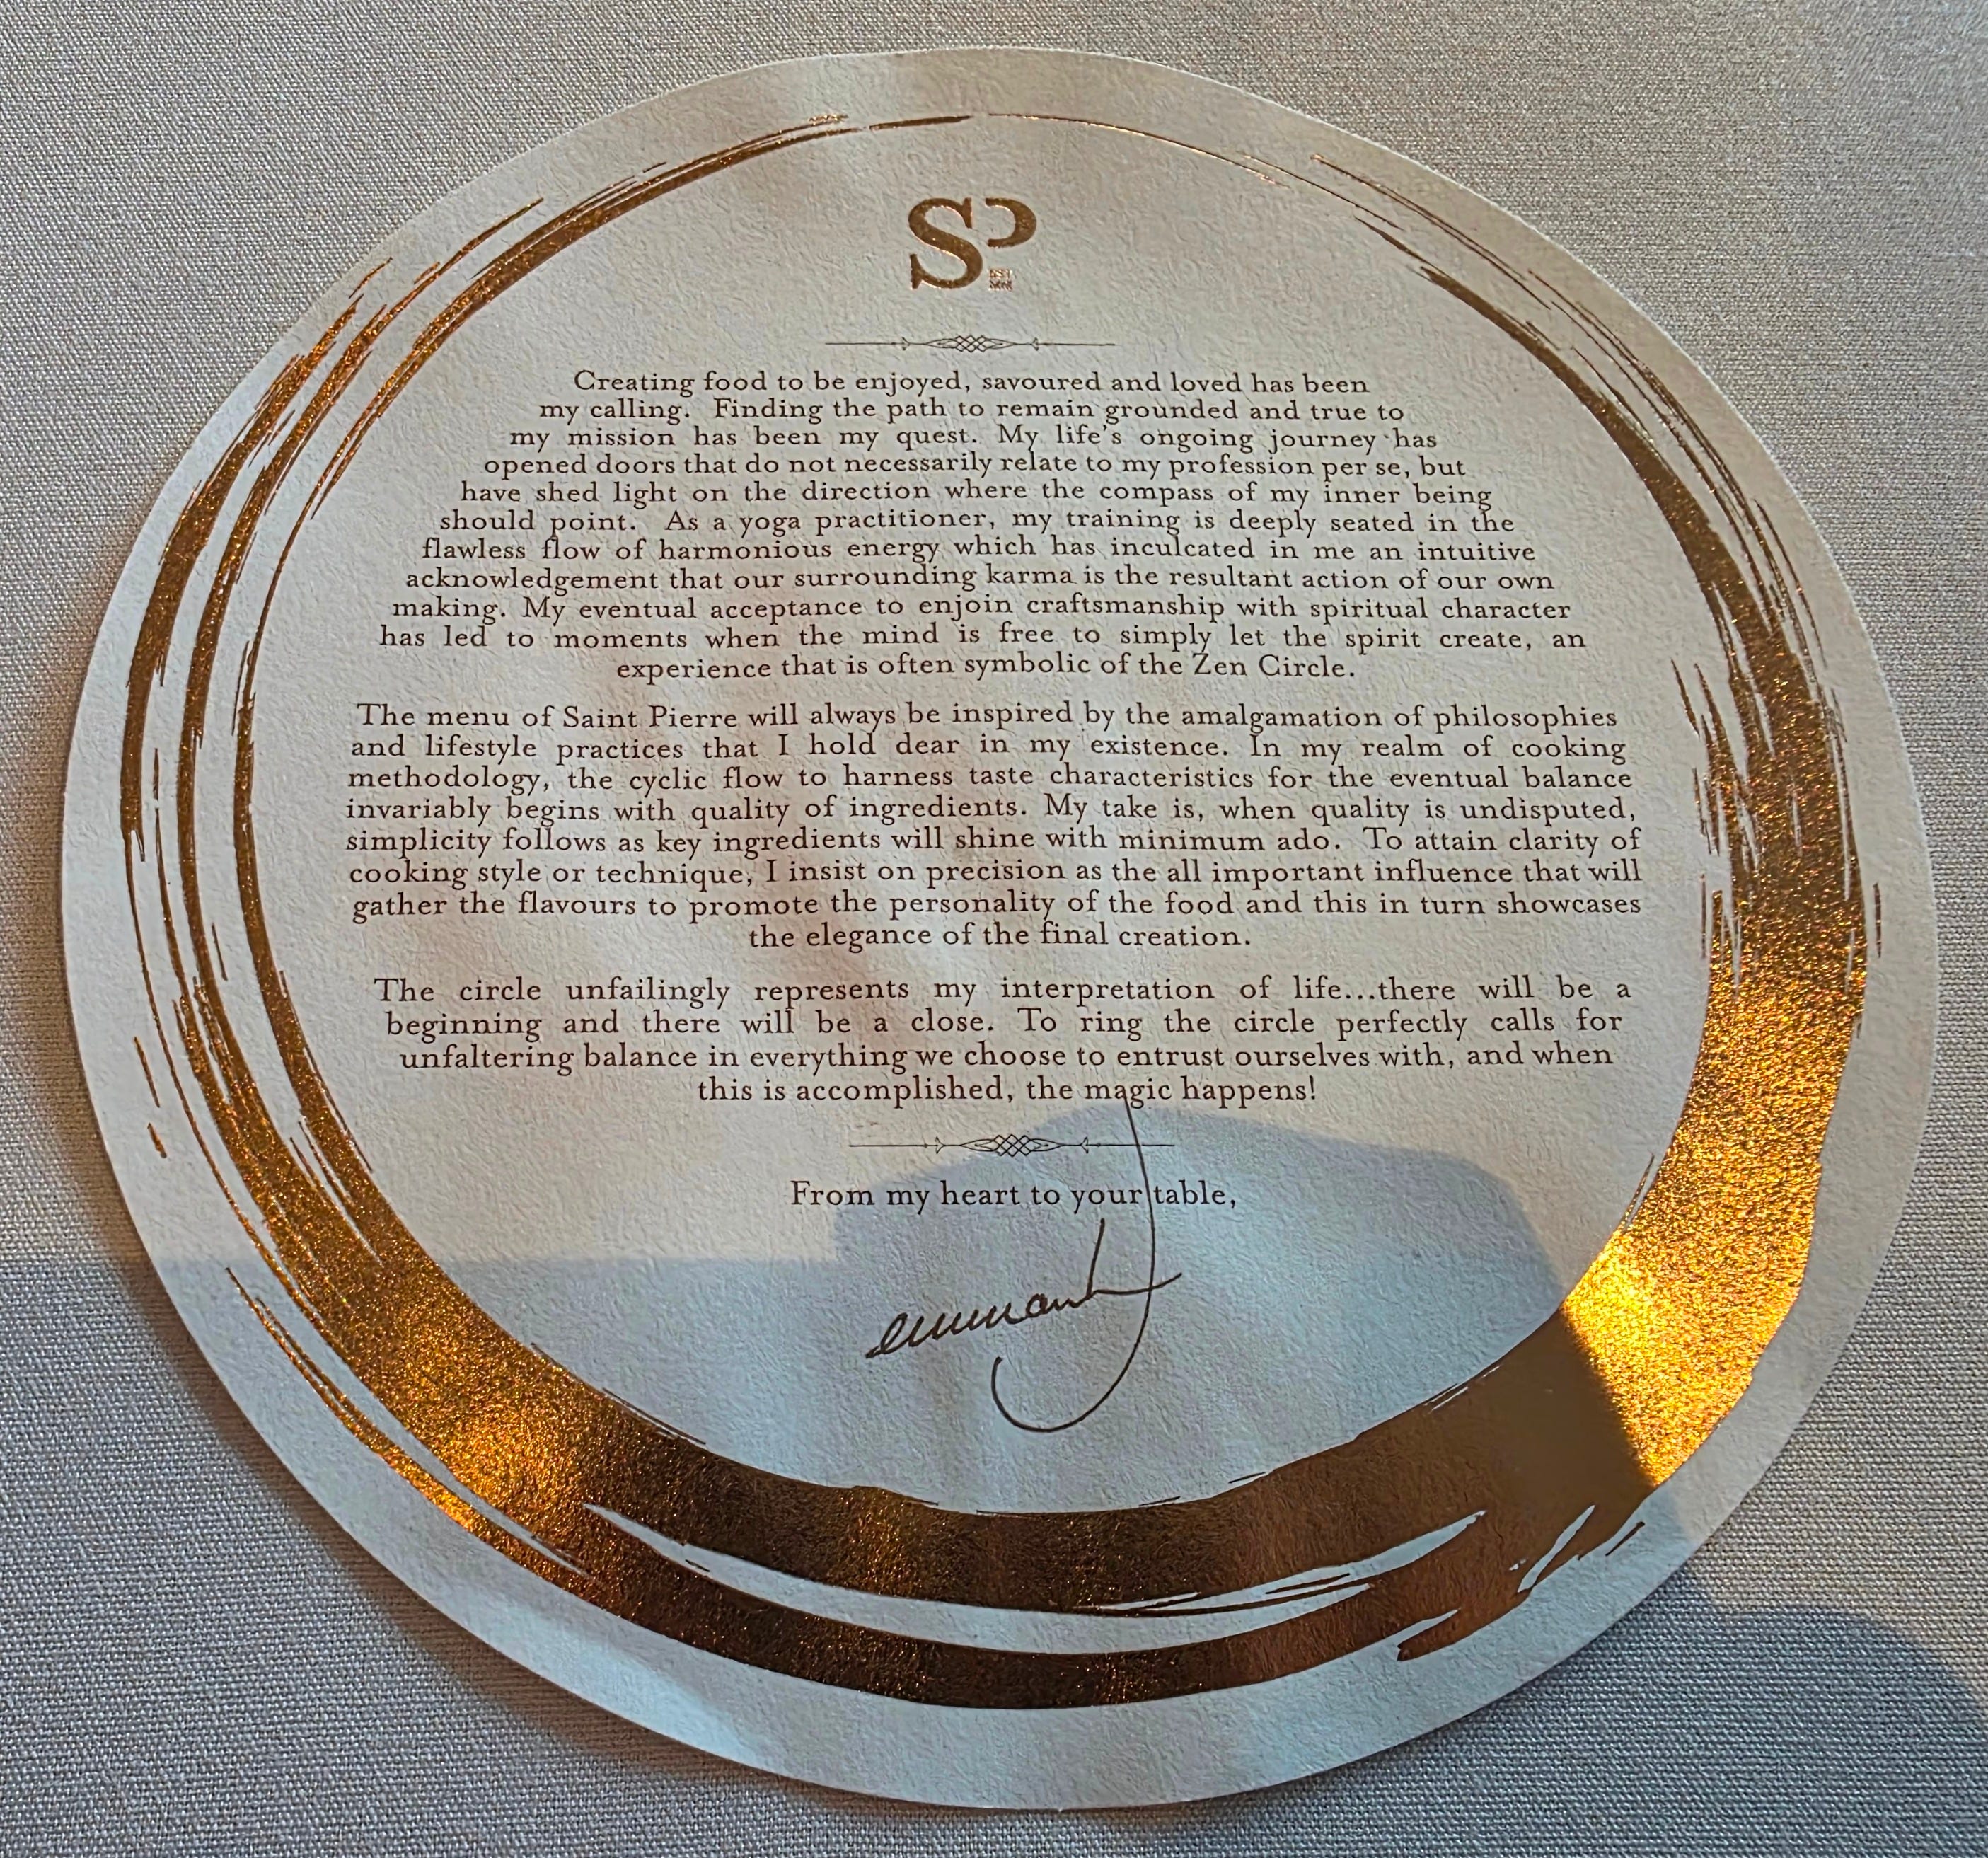 SP
Creating food to be enjoyed, savoured and loved has been
my calling. Finding the path to remain grounded and true to
my mission has been my quest. My life's ongoing journey has
opened doors that do not necessarily relate to my profession per se, but
have shed light on the direction where the compass of my inner being
should point. As a yoga practitioner, my training is deeply seated in the
flawless flow of harmonious energy which has inculcated in me an intuitive
acknowledgement that our surrounding karma is the resultant action of our own
making. My eventual acceptance to enjoin craftsmanship with spiritual character
has led to moments when the mind is free to simply let the spirit create, an
experience that is often symbolic of the Zen Circle.
The menu of Saint Pierre will always be inspired by the amalgamation of philosophies
and lifestyle practices that I hold dear in my existence. In my realm of cooking
methodology, the cyclic flow to harness taste characteristics for the eventual balance
invariably begins with quality of ingredients. My take is, when quality is undisputed,
simplicity follows as key ingredients will shine with minimum ado. To attain clarity of
cooking style or technique, I insist on precision as the all important influence that will
gather the flavours to promote the personality of the food and this in turn showcases
the elegance of the final creation.
The circle unfailingly represents my interpretation of life...there will be a
beginning and there will be a close. To ring the circle perfectly calls for
unfaltering balance in everything we choose to entrust ourselves with, and when
this is accomplished, the magic happens!
From my heart to your table,